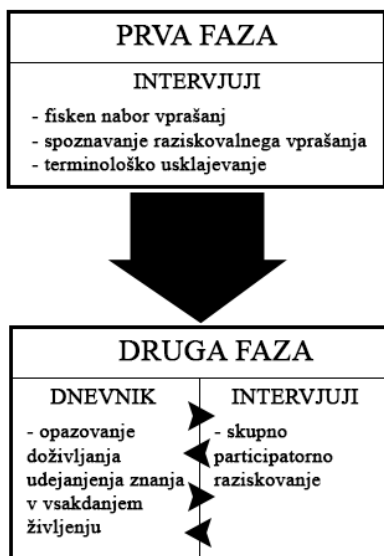 PRVA FAZA
INTERVJUJI
- fisken nabor vprašanj
- spoznavanje raziskovalnega vprašanja
- terminološko usklajevanje
DRUGA FAZA
DNEVNIK
- opazovanje
doživljanja
udejanjenja znanja
v vsakdanjem
življenju
INTERVJUJI
- skupno
participatorno
raziskovanje